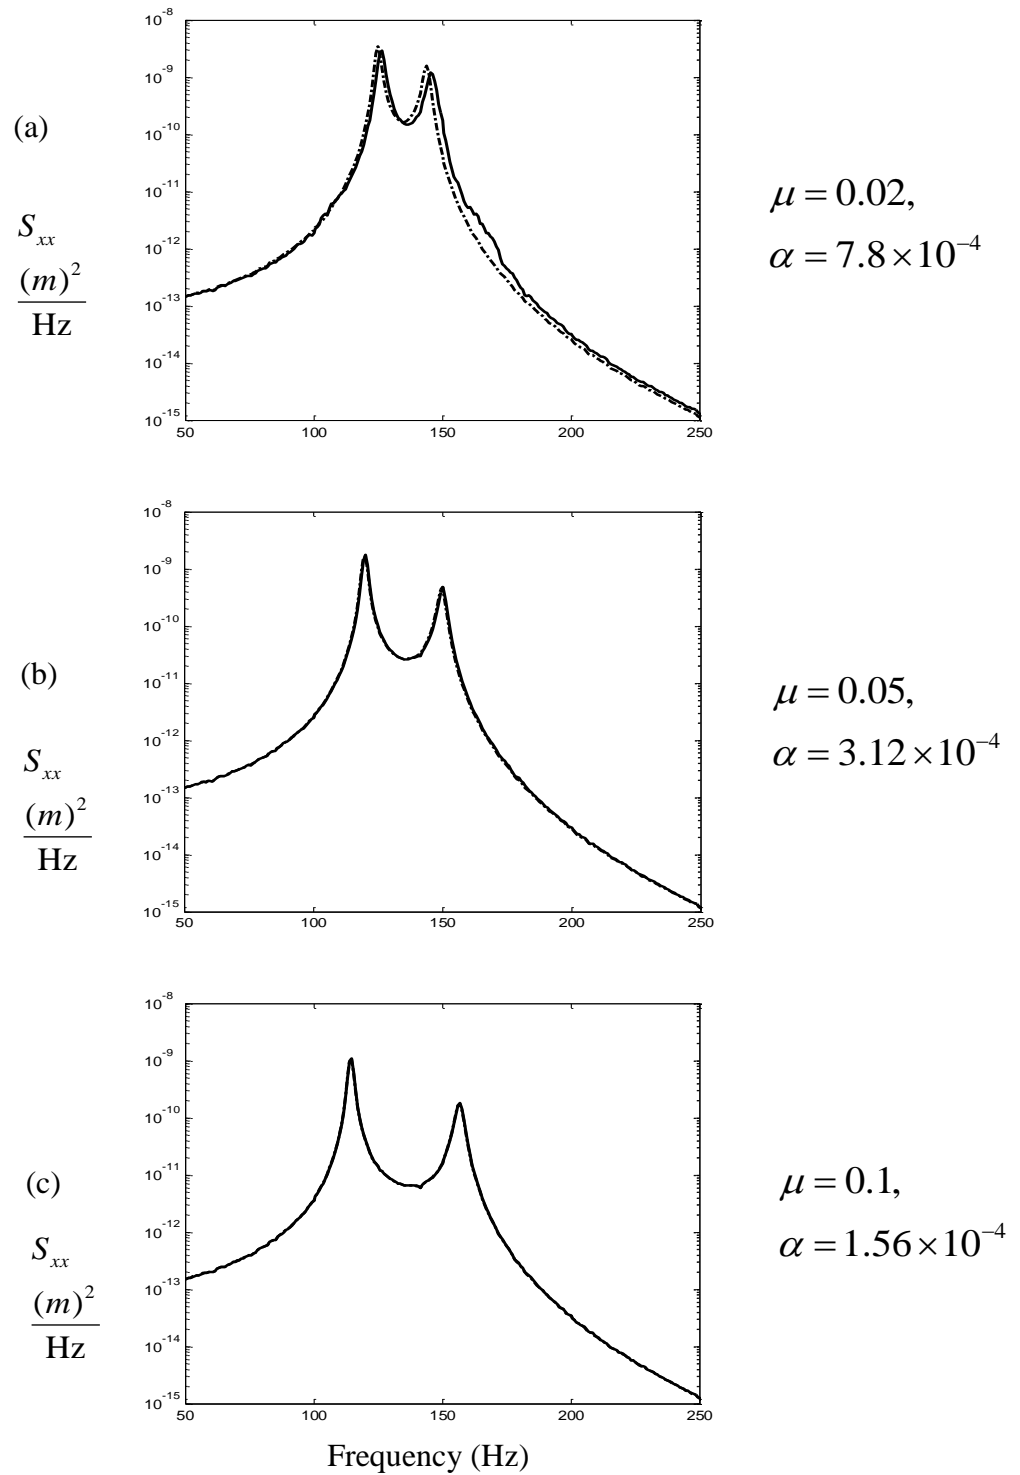 (a)
S_xx
(m)²
Hz
10⁻⁸
10⁻⁹
10⁻¹⁰
10⁻¹¹
10⁻¹²
10⁻¹³
10⁻¹⁴
10⁻¹⁵
50 100 150 200 250
μ = 0.02,
α = 7.8×10⁻⁴
(b)
S_xx
(m)²
Hz
10⁻⁸
10⁻⁹
10⁻¹⁰
10⁻¹¹
10⁻¹²
10⁻¹³
10⁻¹⁴
10⁻¹⁵
50 100 150 200 250
μ = 0.05,
α = 3.12×10⁻⁴
(c)
S_xx
(m)²
Hz
10⁻⁸
10⁻⁹
10⁻¹⁰
10⁻¹¹
10⁻¹²
10⁻¹³
10⁻¹⁴
10⁻¹⁵
50 100 150 200 250
μ = 0.1,
α = 1.56×10⁻⁴
Frequency (Hz)